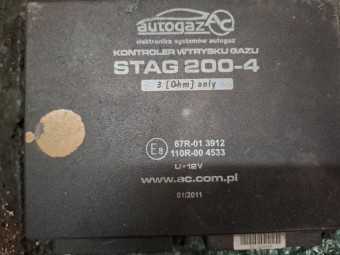 autogaz AC
elektronika systemów autogaz
KONTROLER WTRYSKU GAZU
STAG 200-4
3 [Ohm] only
E8
67R-01 3912
110R-00 4533
U=12V
www.ac.com.pl
01/2011